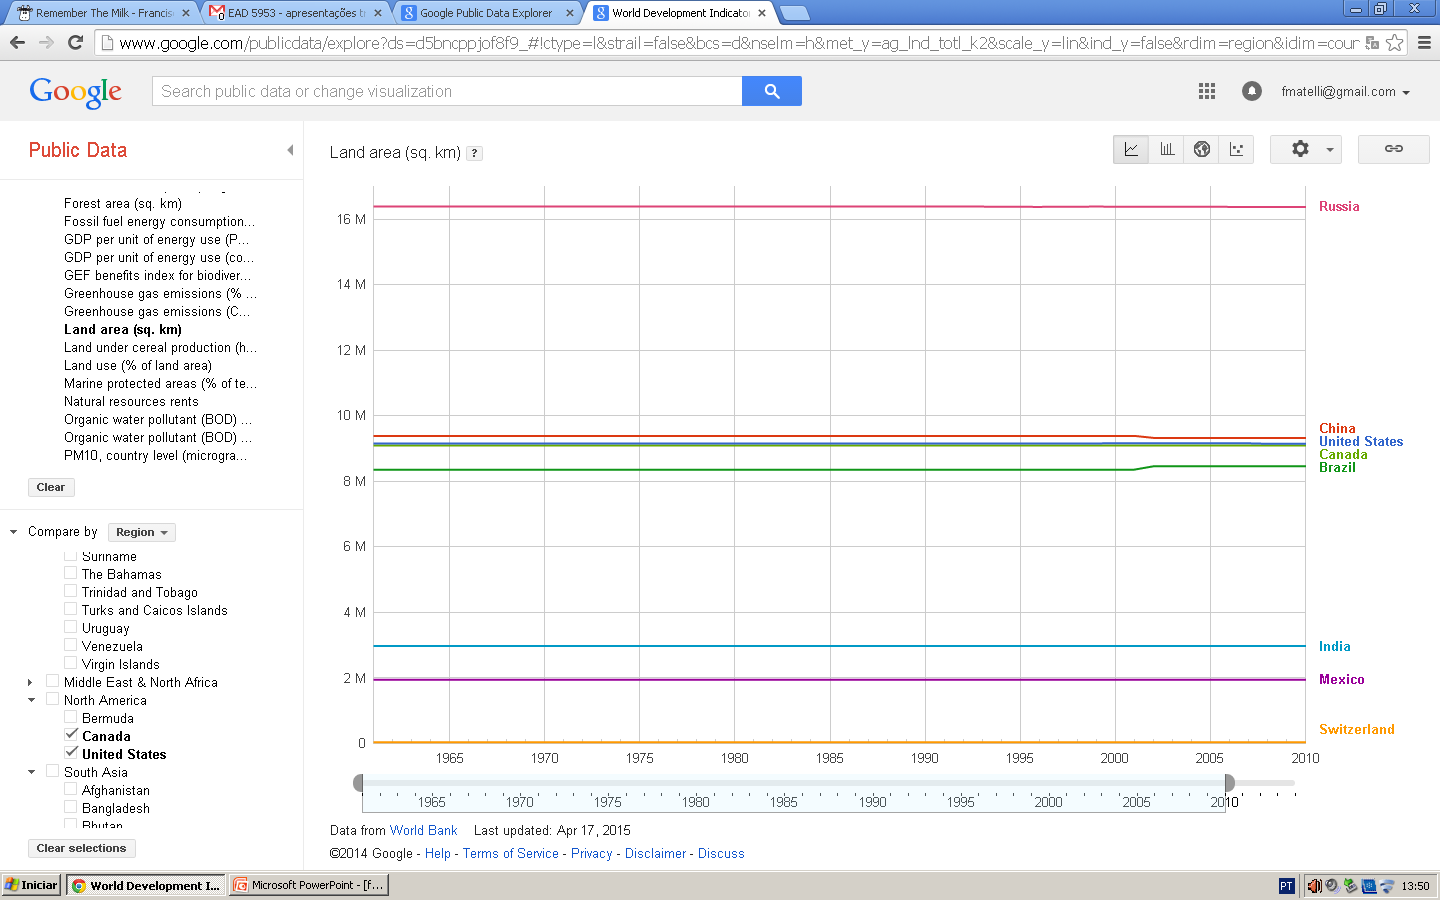 Remember The Milk - Francisc
EAD 5953 - apresentações tr
Google Public Data Explorer
World Development Indicator
www.google.com/publicdata/explore?ds=d5bncppjof8f9_#!ctype=l&strail=false&bcs=d&nselm=h&met_y=ag_lnd_totl_k2&scale_y=lin&ind_y=false&rdim=region&idim=coun
Google
Search public data or change visualization
fmatelli@gmail.com
Public Data
Forest area (sq. km)
Fossil fuel energy consumption...
GDP per unit of energy use (P...
GDP per unit of energy use (co...
GEF benefits index for biodiver...
Greenhouse gas emissions (% ...
Greenhouse gas emissions (C...
Land area (sq. km)
Land under cereal production (h...
Land use (% of land area)
Marine protected areas (% of te...
Natural resources rents
Organic water pollutant (BOD) ...
Organic water pollutant (BOD) ...
PM10, country level (microgra...
Clear
Compare by Region
Suriname
The Bahamas
Trinidad and Tobago
Turks and Caicos Islands
Uruguay
Venezuela
Virgin Islands
Middle East & North Africa
North America
Bermuda
Canada
United States
South Asia
Afghanistan
Bangladesh
Bhutan
Clear selections
Land area (sq. km) ?
16 M
14 M
12 M
10 M
8 M
6 M
4 M
2 M
0
Russia
China
United States
Canada
Brazil
India
Mexico
Switzerland
1965 1970 1975 1980 1985 1990 1995 2000 2005 2010
1965 1970 1975 1980 1985 1990 1995 2000 2005 2010
Data from World Bank Last updated: Apr 17, 2015
©2014 Google - Help - Terms of Service - Privacy - Disclaimer - Discuss
Iniciar
World Development I...
Microsoft PowerPoint - [f...
PT
13:50